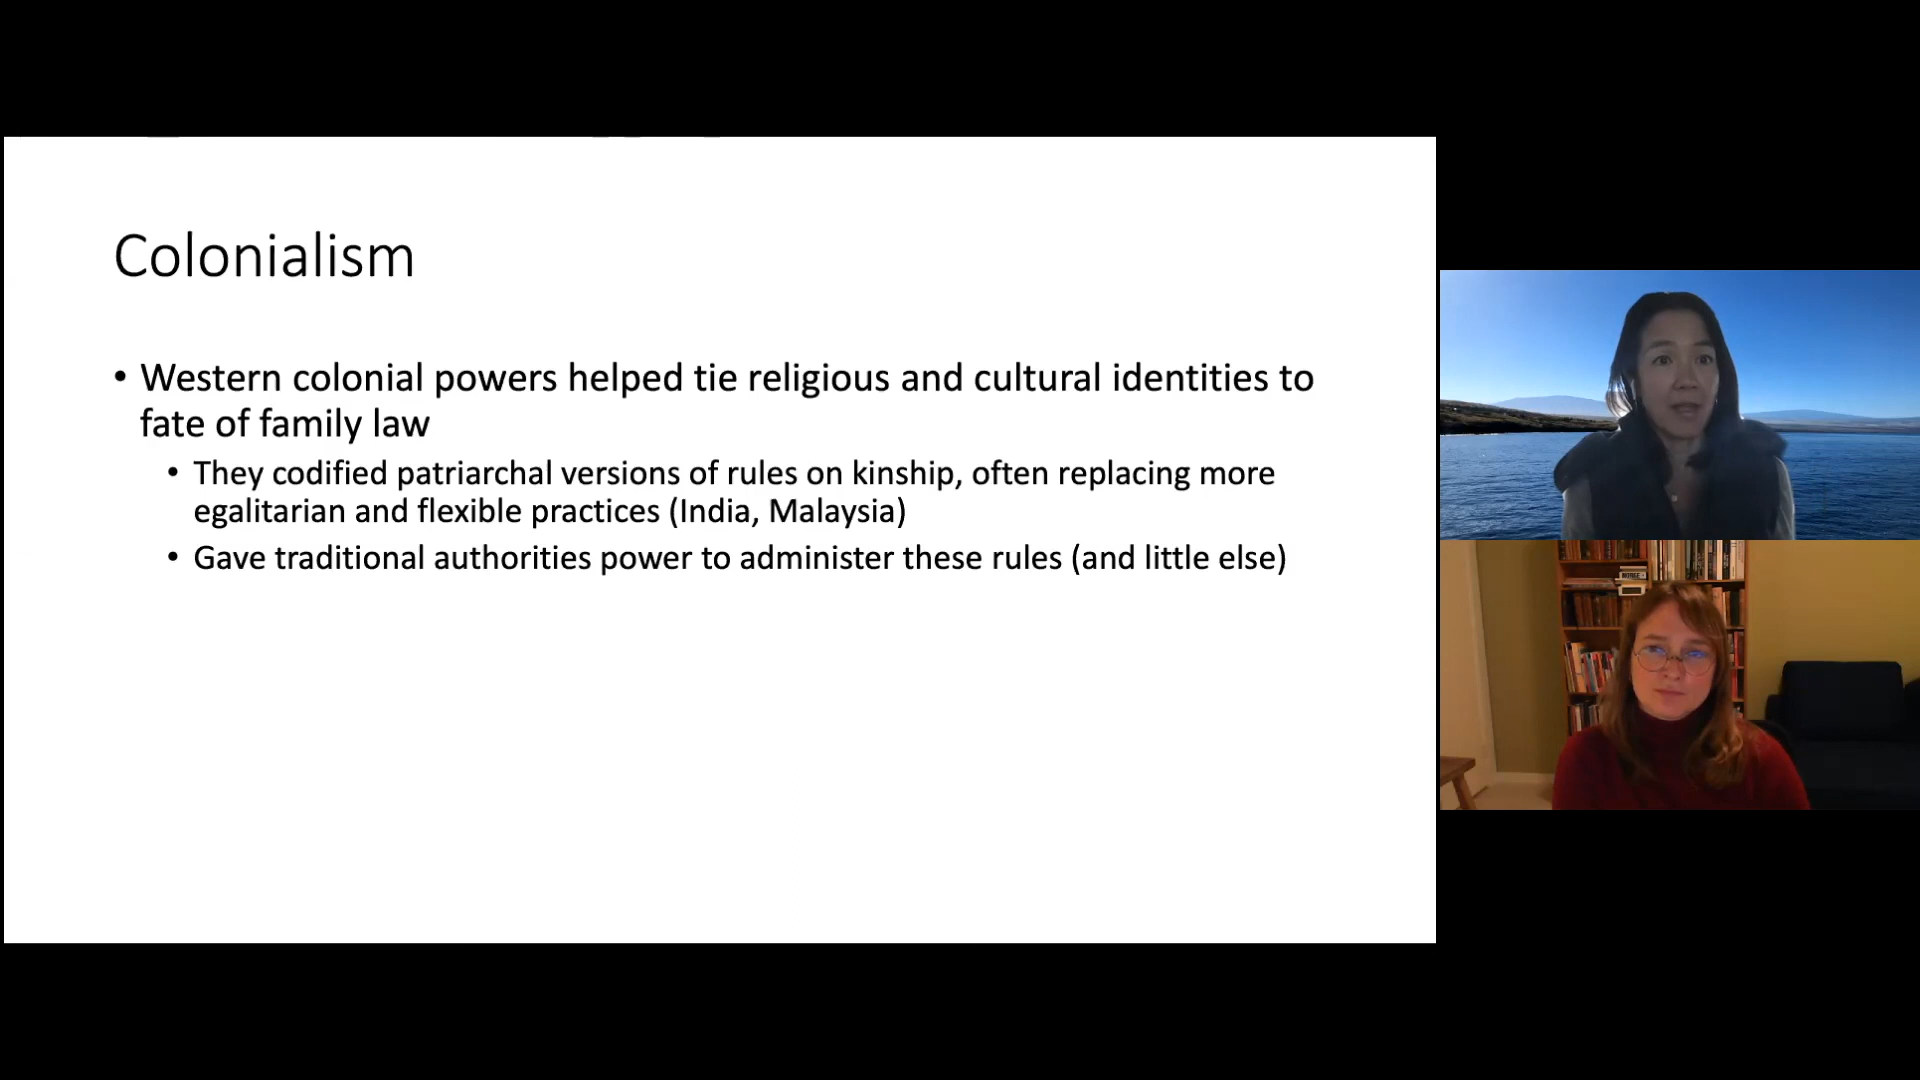 Colonialism
• Western colonial powers helped tie religious and cultural identities to
fate of family law
• They codified patriarchal versions of rules on kinship, often replacing more
egalitarian and flexible practices (India, Malaysia)
• Gave traditional authorities power to administer these rules (and little else)